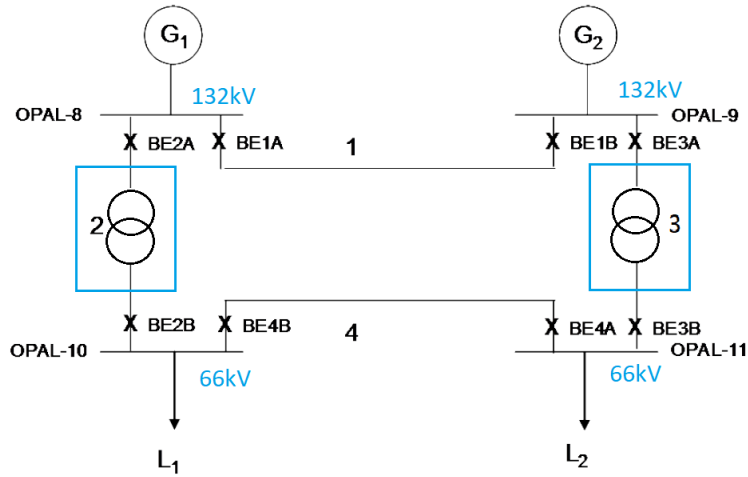 G1 G2
132kV 132kV
OPAL-8 OPAL-9
BE2A BE1A BE1B BE3A
1
2 3
BE2B BE4B 4 BE4A BE3B
OPAL-10 OPAL-11
66kV 66kV
L1 L2